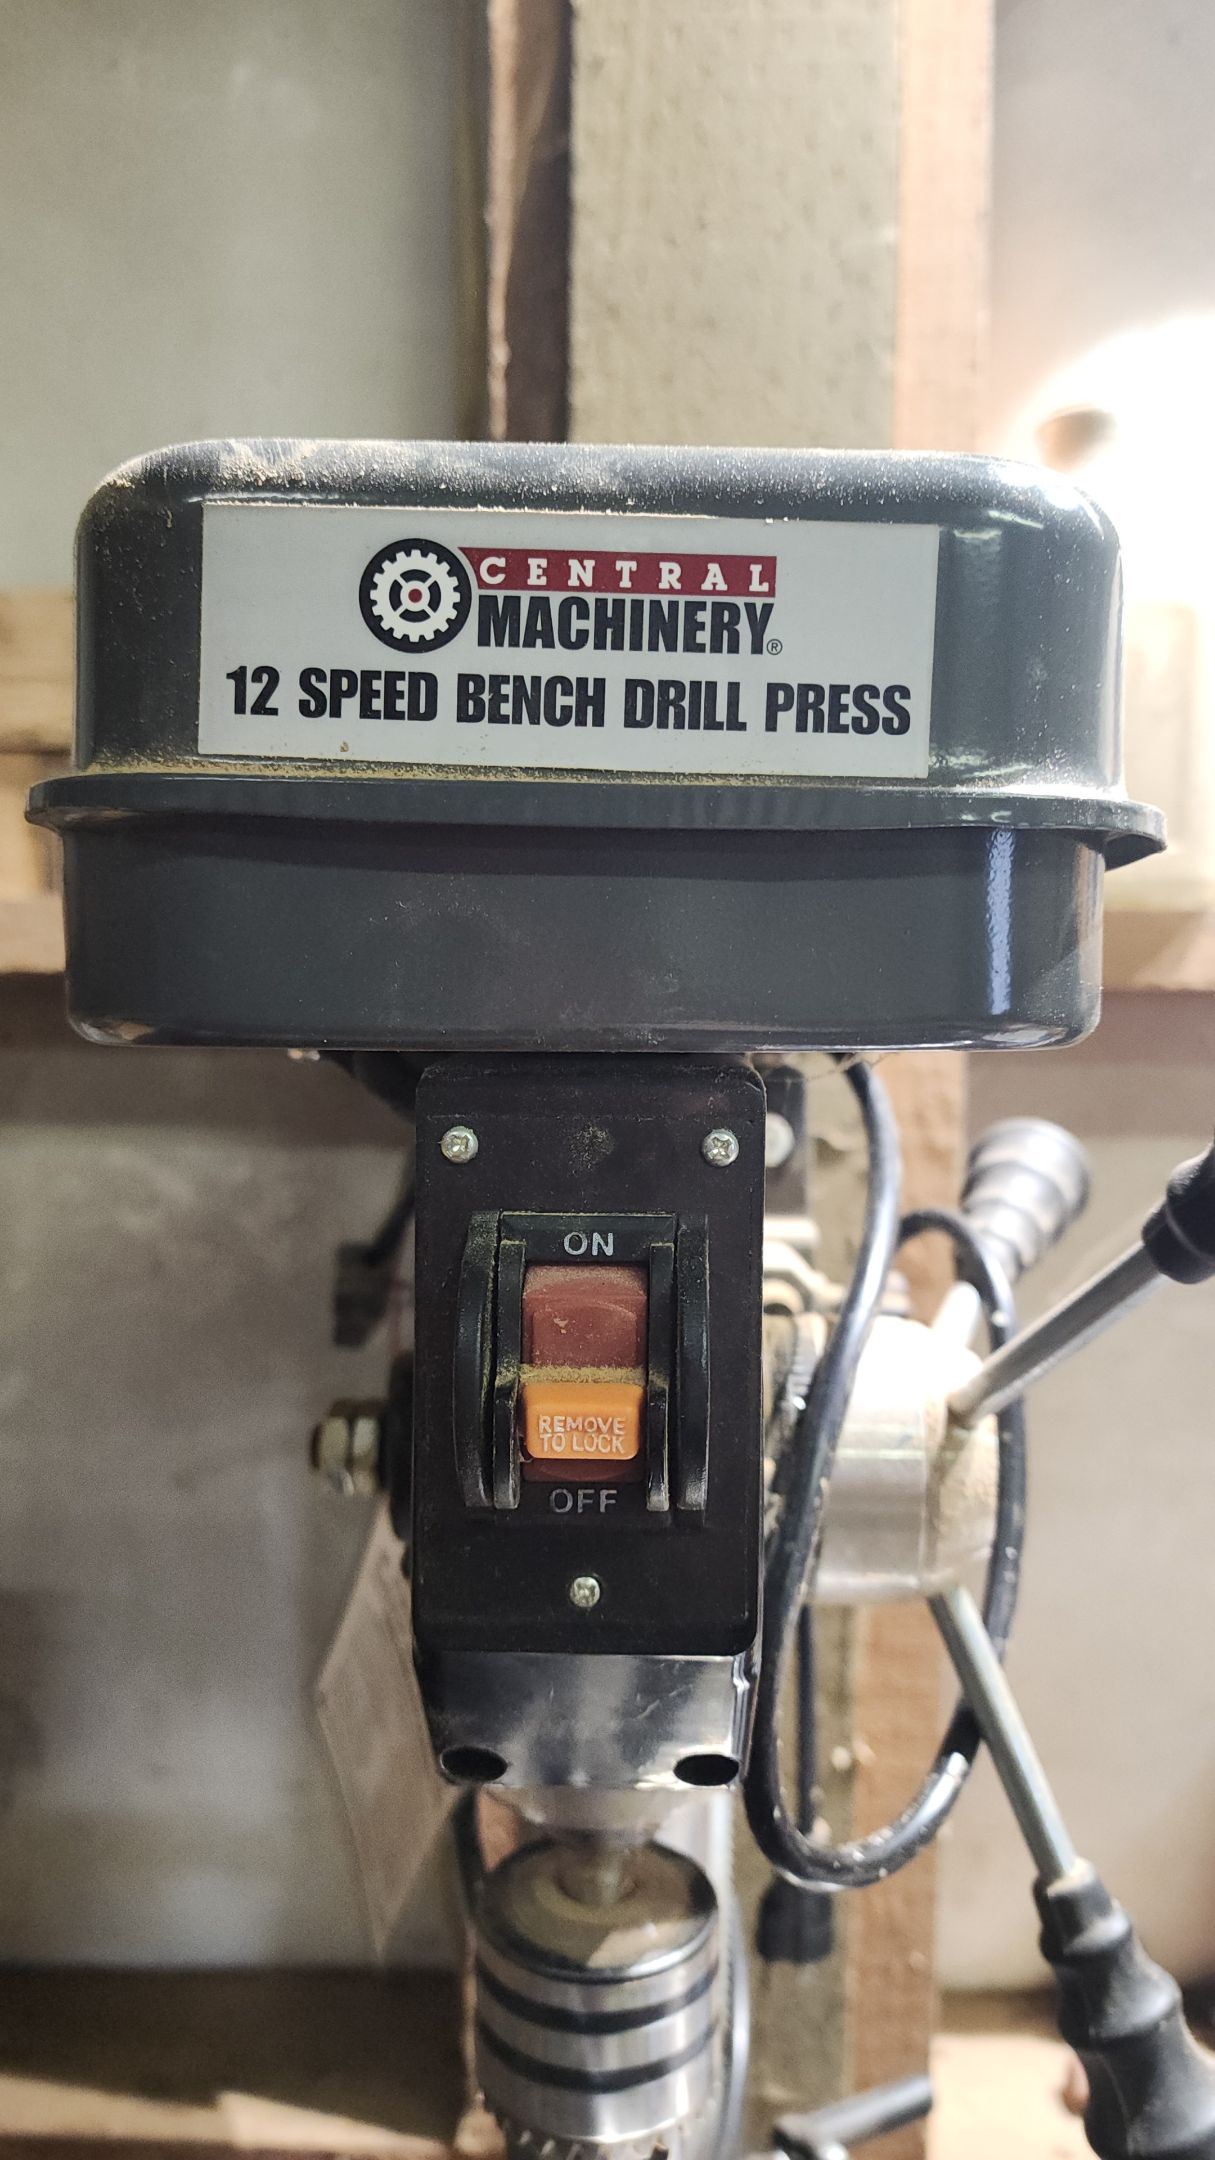 CENTRAL
MACHINERY®
12 SPEED BENCH DRILL PRESS
ON
REMOVE
TO LOCK
OFF